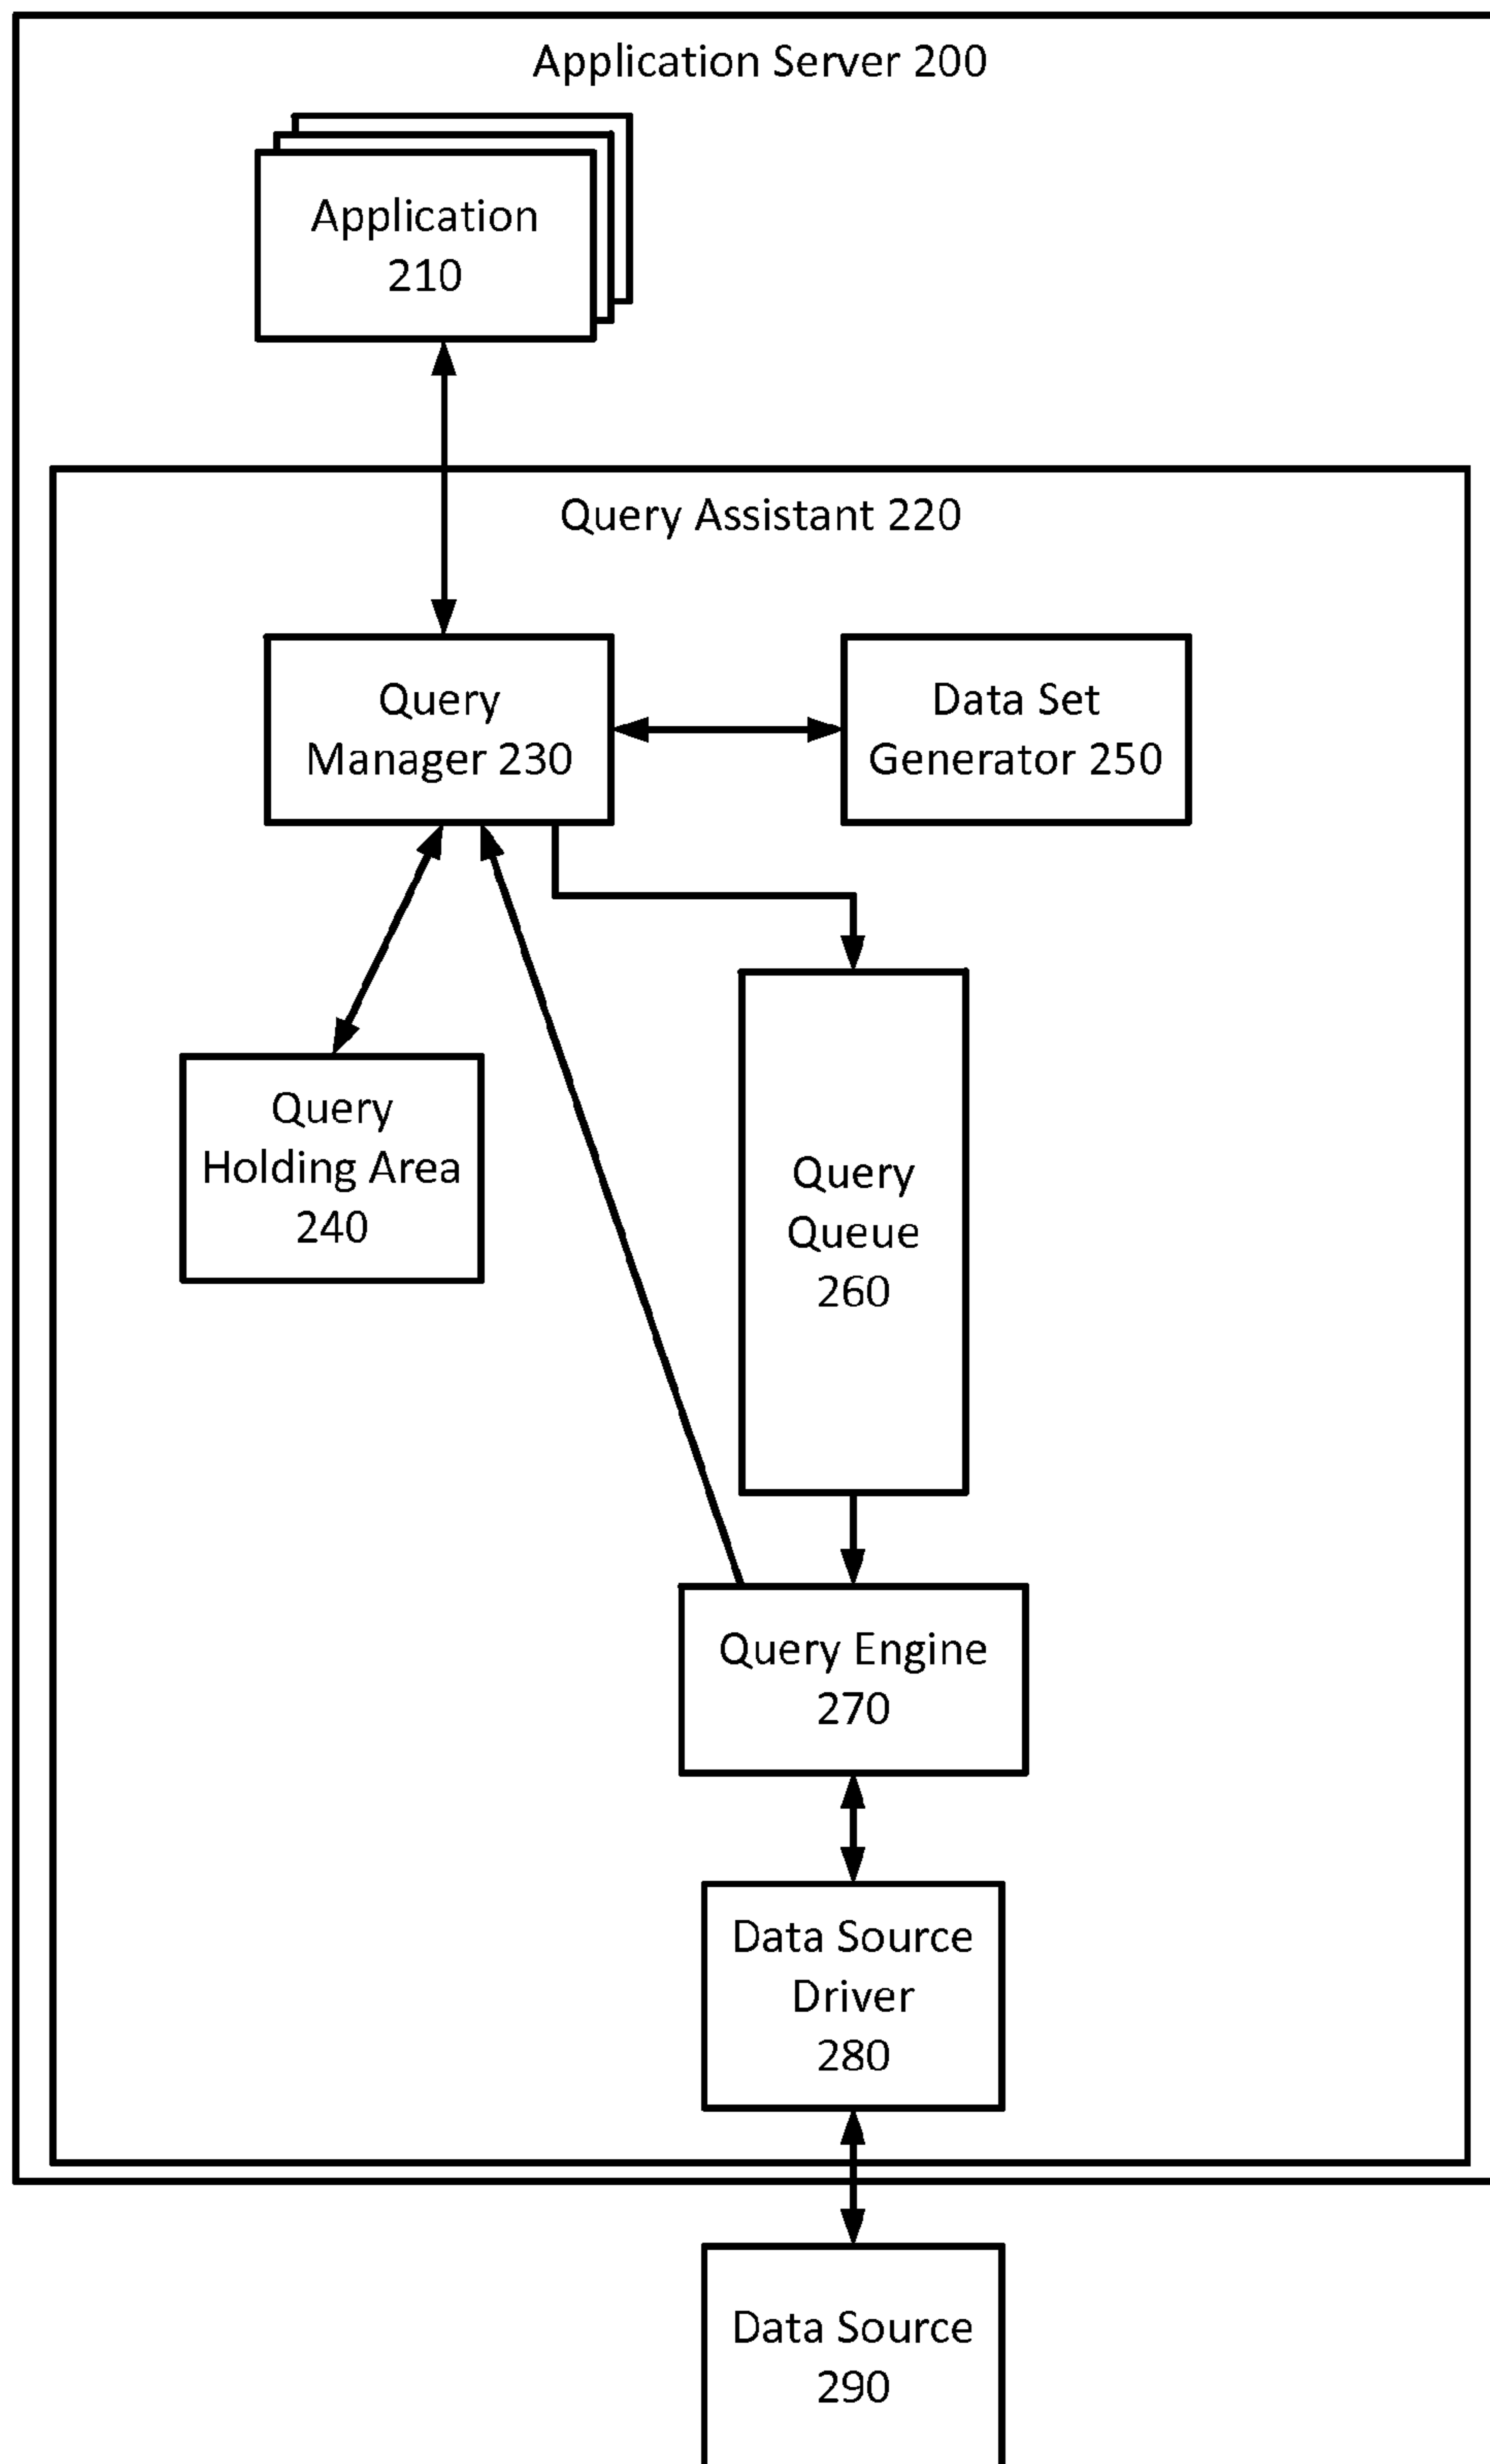 Application Server 200
Application
210
Query Assistant 220
Query
Manager 230
Data Set
Generator 250
Query
Holding Area
240
Query
Queue
260
Query Engine
270
Data Source
Driver
280
Data Source
290